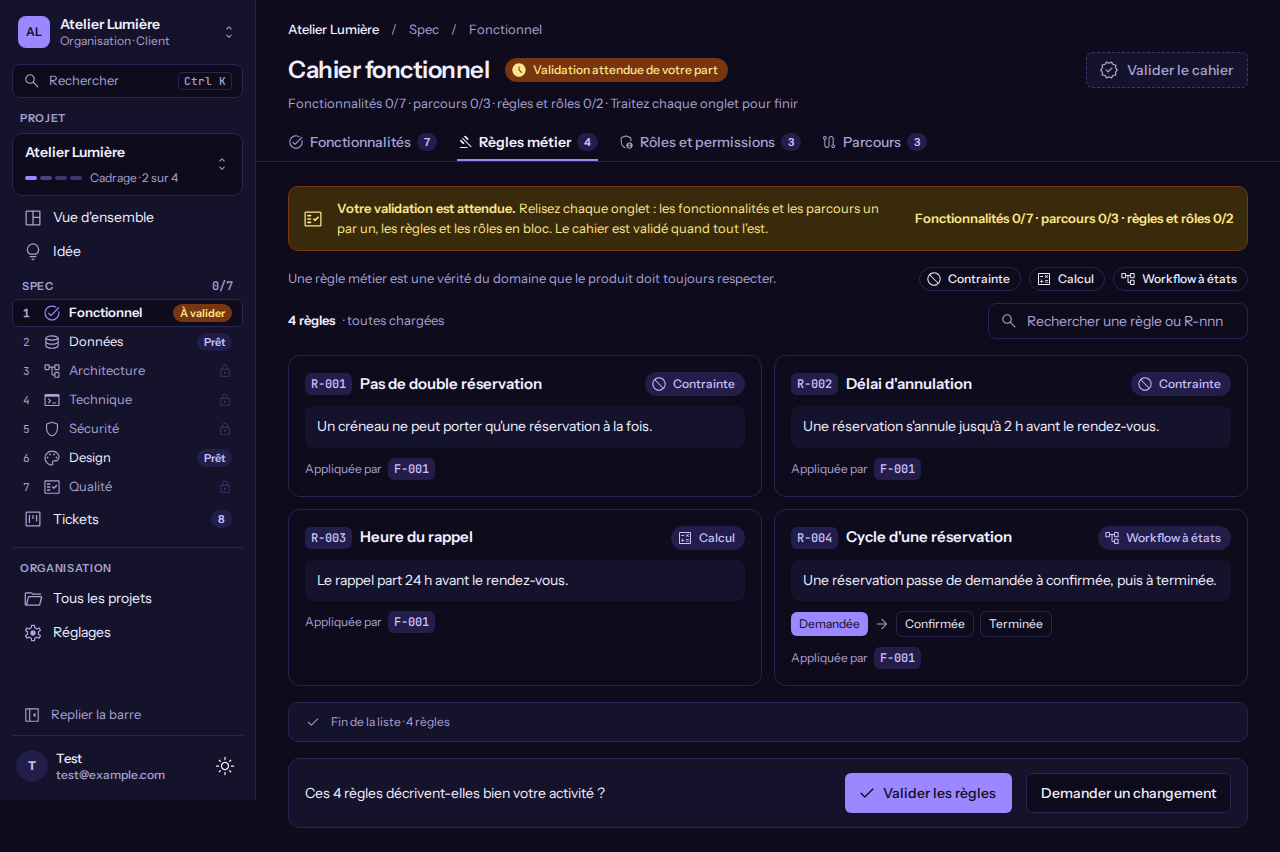 AL
Atelier Lumière
Organisation · Client
Rechercher
Ctrl K
PROJET
Atelier Lumière
Cadrage · 2 sur 4
Vue d'ensemble
Idée
SPEC 0/7
1 Fonctionnel À valider
2 Données Prêt
3 Architecture
4 Technique
5 Sécurité
6 Design Prêt
7 Qualité
Tickets 8
ORGANISATION
Tous les projets
Réglages
Replier la barre
T
Test
test@example.com
Atelier Lumière / Spec / Fonctionnel
Cahier fonctionnel
Validation attendue de votre part
Valider le cahier
Fonctionnalités 0/7 · parcours 0/3 · règles et rôles 0/2 · Traitez chaque onglet pour finir
Fonctionnalités 7
Règles métier 4
Rôles et permissions 3
Parcours 3
Votre validation est attendue. Relisez chaque onglet : les fonctionnalités et les parcours un
par un, les règles et les rôles en bloc. Le cahier est validé quand tout l'est.
Fonctionnalités 0/7 · parcours 0/3 · règles et rôles 0/2
Une règle métier est une vérité du domaine que le produit doit toujours respecter.
Contrainte
Calcul
Workflow à états
4 règles · toutes chargées
Rechercher une règle ou R-nnn
R-001 Pas de double réservation Contrainte
Un créneau ne peut porter qu'une réservation à la fois.
Appliquée par F-001
R-002 Délai d'annulation Contrainte
Une réservation s'annule jusqu'à 2 h avant le rendez-vous.
Appliquée par F-001
R-003 Heure du rappel Calcul
Le rappel part 24 h avant le rendez-vous.
Appliquée par F-001
R-004 Cycle d'une réservation Workflow à états
Une réservation passe de demandée à confirmée, puis à terminée.
Demandée → Confirmée Terminée
Appliquée par F-001
Fin de la liste · 4 règles
Ces 4 règles décrivent-elles bien votre activité ?
Valider les règles
Demander un changement